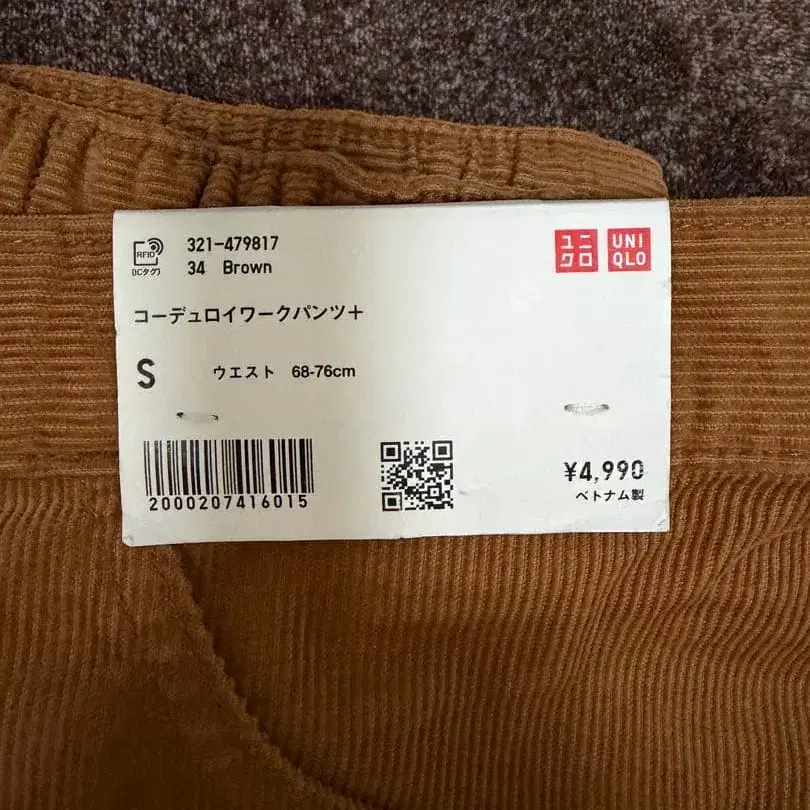 RFID
(ICタグ)
321-479817
34 Brown
ユニ
クロ
UNI
QLO
コーデュロイワークパンツ+
S
ウエスト 68-76cm
2000207416015
¥4,990
ベトナム製